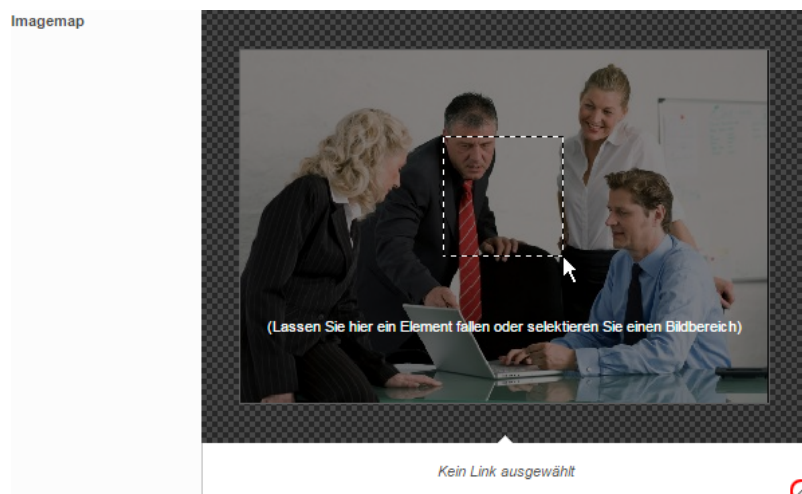 Imagemap
(Lassen Sie hier ein Element fallen oder selektieren Sie einen Bildbereich)
Kein Link ausgewählt